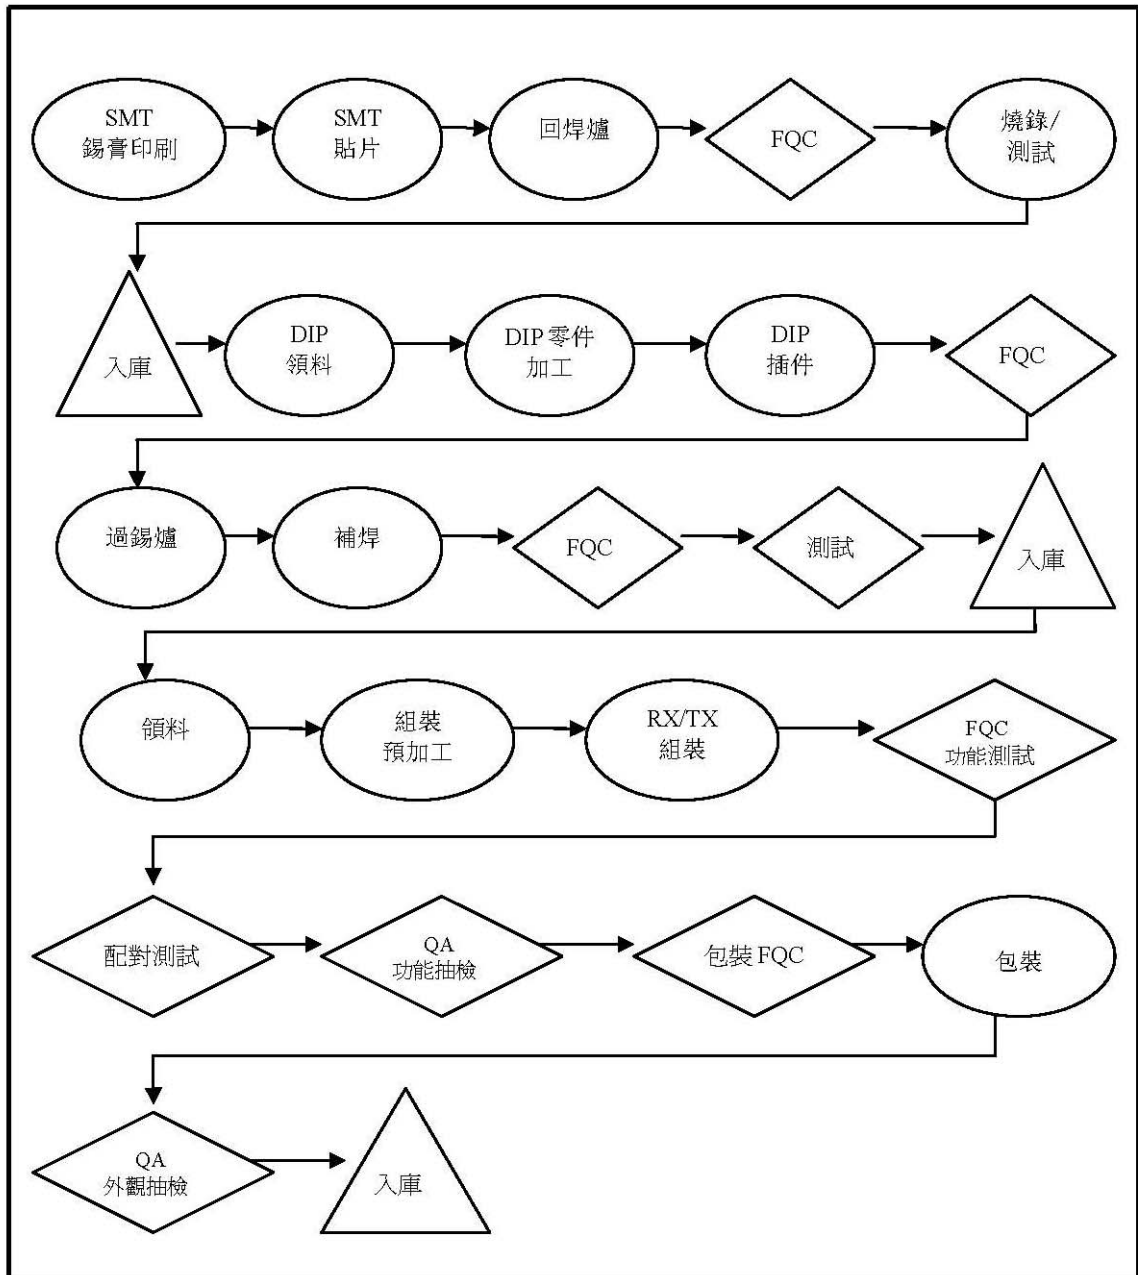 SMT
錫膏印刷
SMT
貼片
回焊爐
FQC
燒錄/
測試
入庫
DIP
領料
DIP 零件
加工
DIP
插件
FQC
過錫爐
補焊
FQC
測試
入庫
領料
組裝
預加工
RX/TX
組裝
FQC
功能測試
配對測試
QA
功能抽檢
包裝 FQC
包裝
QA
外觀抽檢
入庫